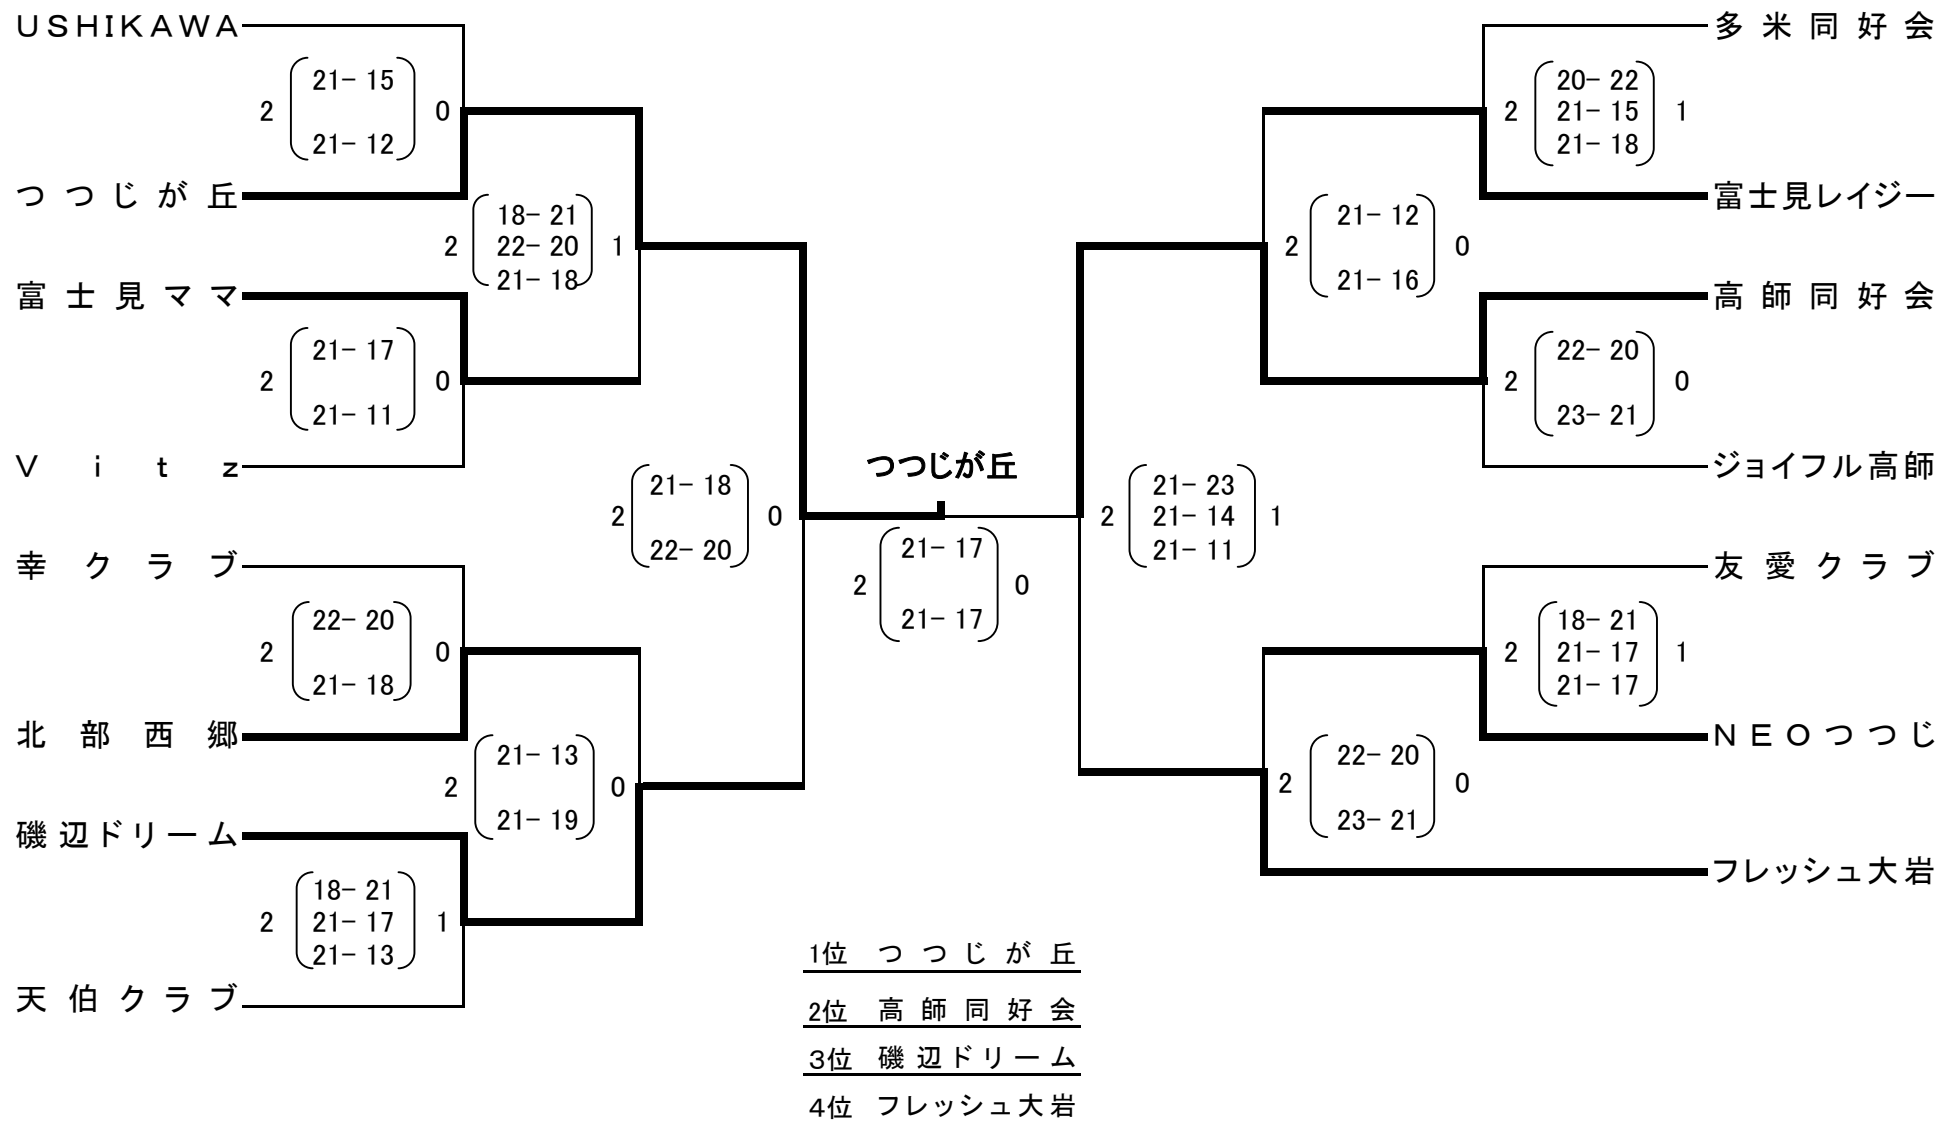 USHIKAWA
2 21-15 0
21-12
つつじが丘
2 18-21 1
22-20
21-18
富士見ママ
2 21-17 0
21-11
Vitz
2 21-18 0
22-20
幸クラブ
2 22-20 0
21-18
北部西郷
2 21-13 0
21-19
磯辺ドリーム
2 18-21 1
21-17
21-13
天伯クラブ
つつじが丘
2 21-17 0
21-17
多米同好会
2 20-22 1
21-15
21-18
富士見レイジー
2 21-12 0
21-16
高師同好会
2 22-20 0
23-21
ジョイフル高師
2 21-23 1
21-14
21-11
友愛クラブ
2 18-21 1
21-17
21-17
NEOつつじ
2 22-20 0
23-21
フレッシュ大岩
1位 つつじが丘
2位 高師同好会
3位 磯辺ドリーム
4位 フレッシュ大岩